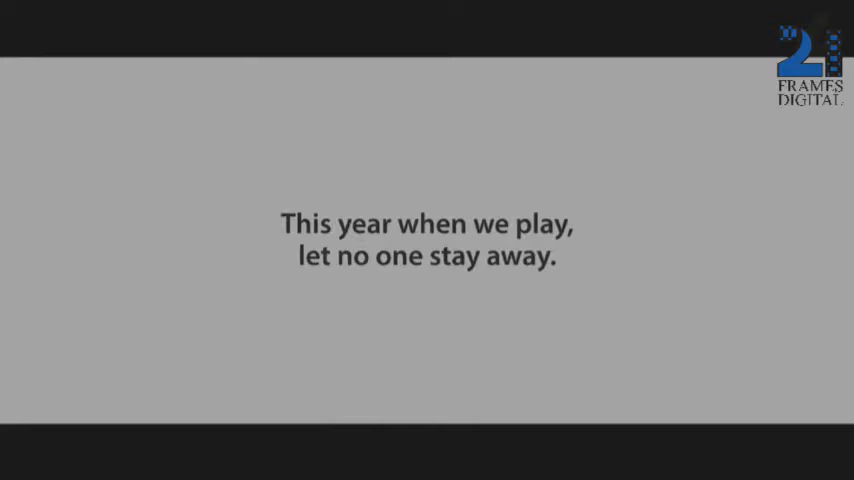 21
FRAMES
DIGITAL
This year when we play,
let no one stay away.